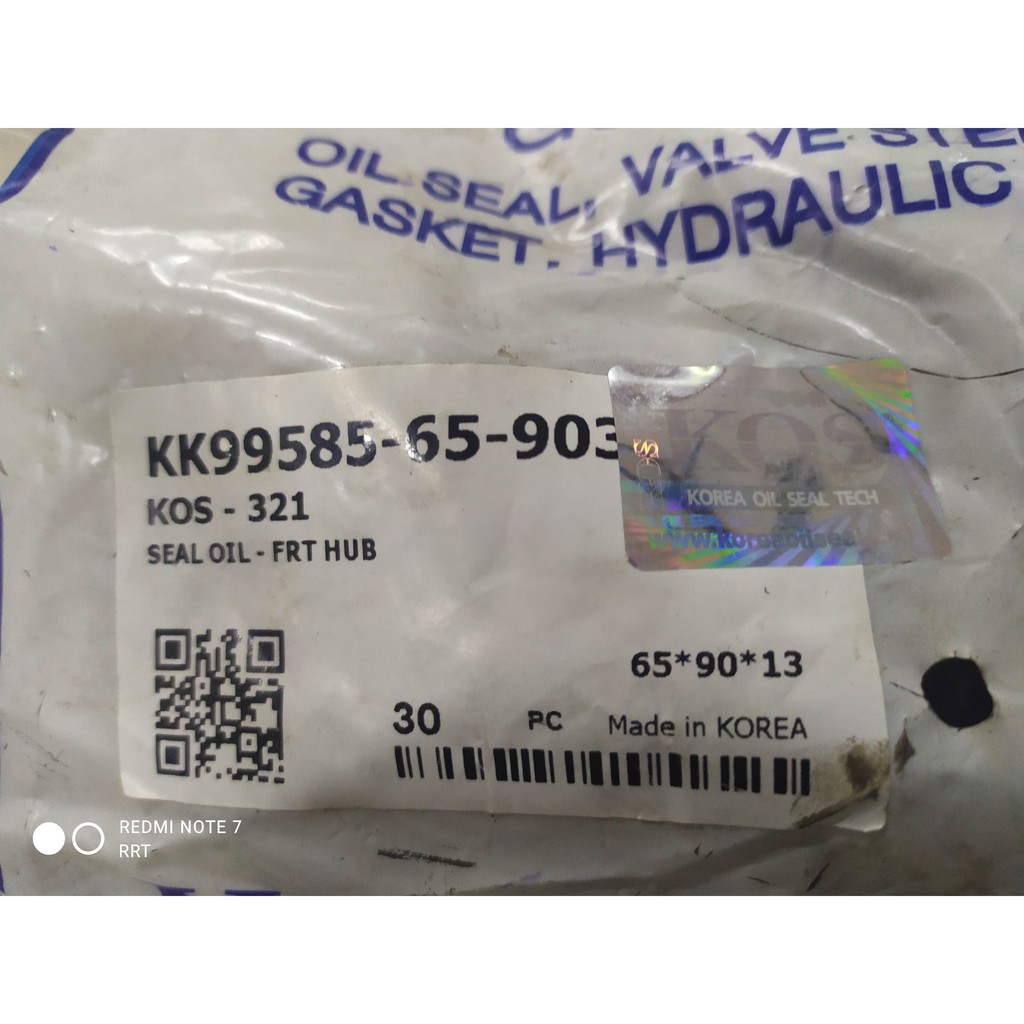 OIL SEAL, VALVE
GASKET. HYDRAULIC
KK99585-65-903
KOS - 321
SEAL OIL - FRT HUB
KOS
KOREA OIL SEAL TECH
65*90*13
30 PC Made in KOREA
REDMI NOTE 7
RRT